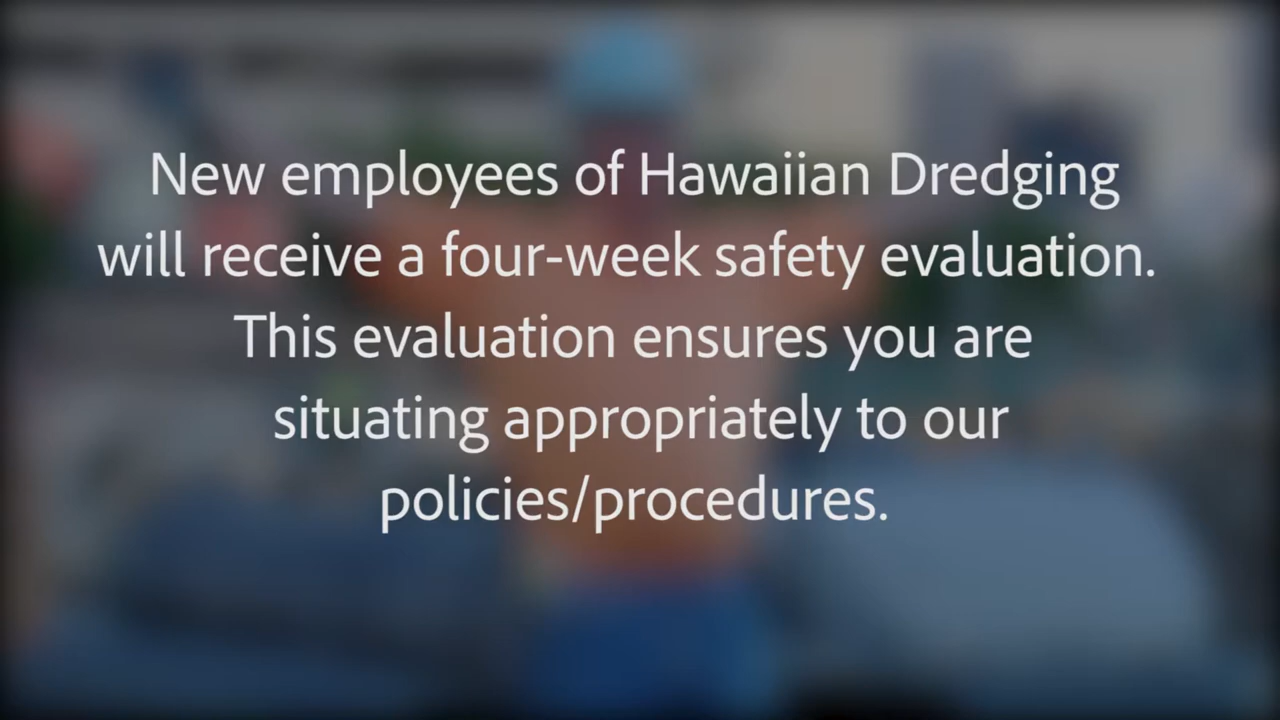 New employees of Hawaiian Dredging
will receive a four-week safety evaluation.
This evaluation ensures you are
situating appropriately to our
policies/procedures.